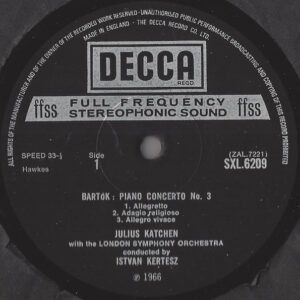 ALL RIGHTS OF THE MANUFACTURER AND OF THE OWNER OF THE RECORDED WORK RESERVED · UNAUTHORISED PUBLIC PERFORMANCE, BROADCASTING AND COPYING OF THIS RECORD PROHIBITED
MADE IN ENGLAND · THE DECCA RECORD CO. LTD.
DECCA
REGD.
ffss FULL FREQUENCY ffss
STEREOPHONIC SOUND
SPEED 33-⅓
Side
1
(ZAL.7221)
SXL.6209
Hawkes
BARTóK: PIANO CONCERTO No. 3
1. Allegretto
2. Adagio religioso
3. Allegro vivace
JULIUS KATCHEN
with the LONDON SYMPHONY ORCHESTRA
conducted by
ISTVAN KERTESZ
℗ 1966